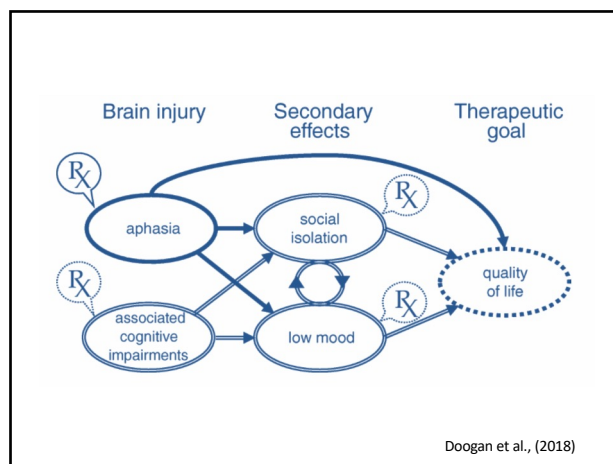 Brain injury
Secondary
effects
Therapeutic
goal
Rx
aphasia
social
isolation
Rx
quality
of life
Rx
associated
cognitive
impairments
low mood
Rx
Doogan et al., (2018)